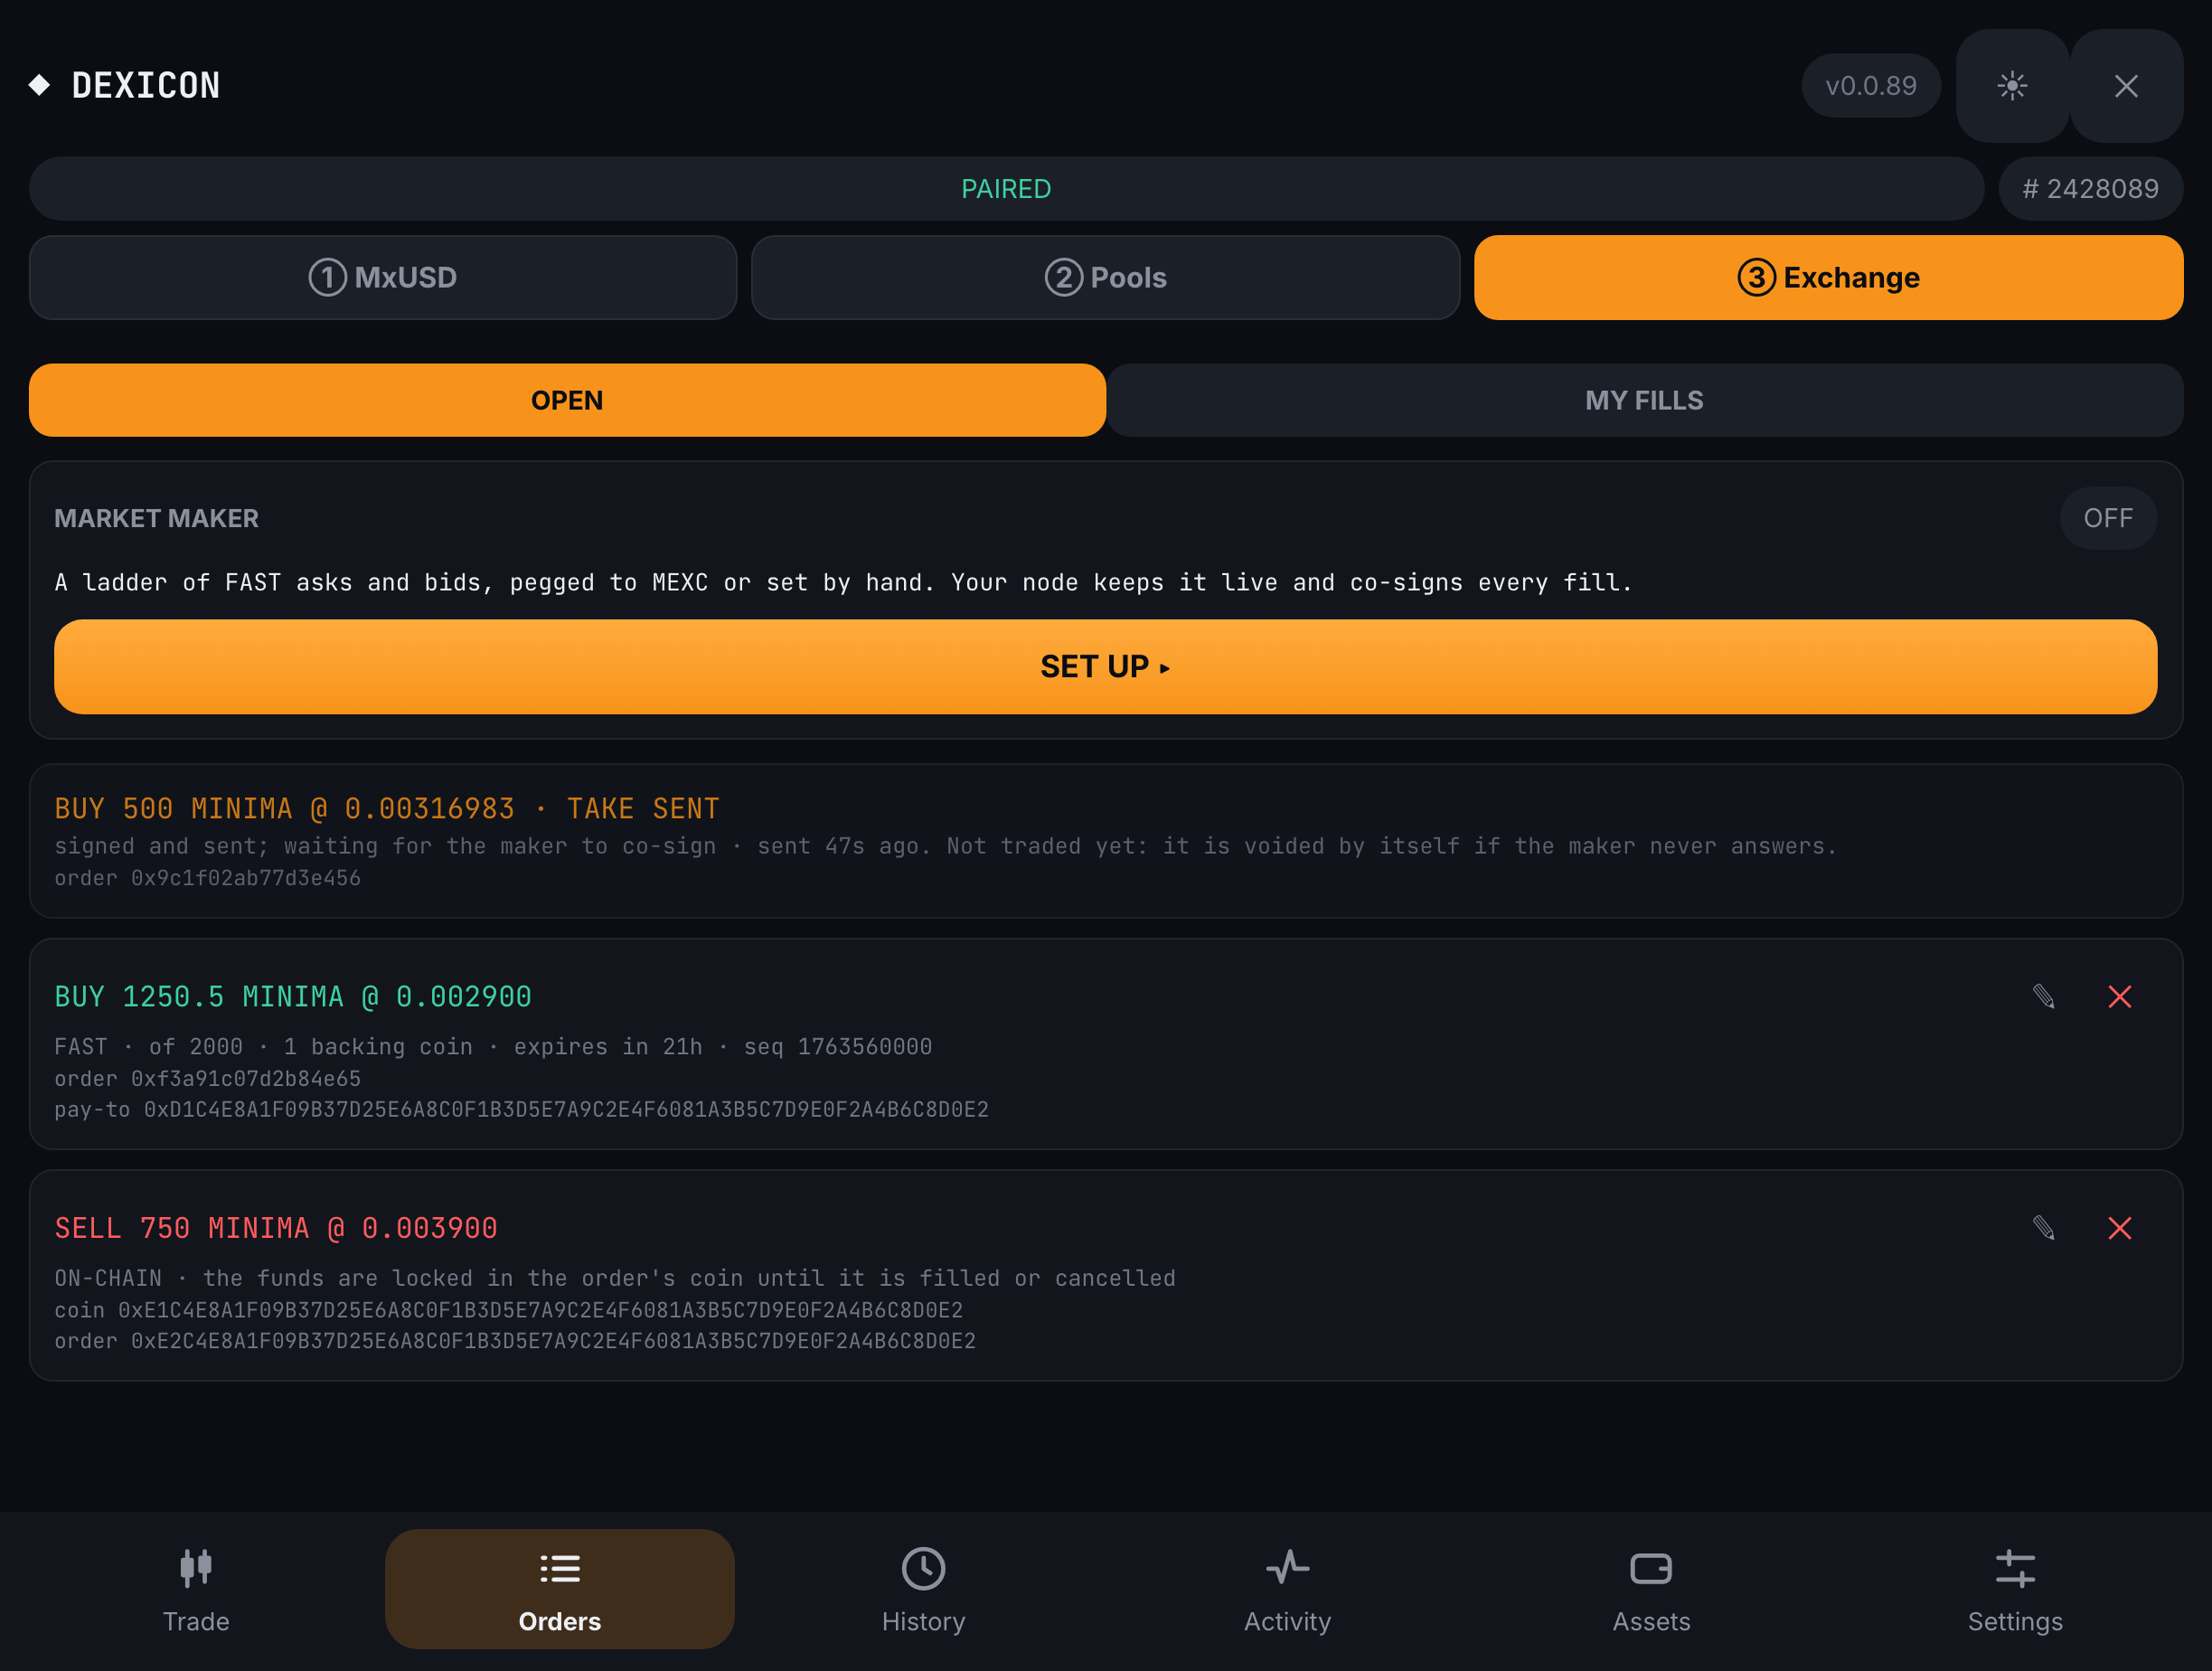 ◆ DEXICON
v0.0.89
PAIRED
# 2428089
① MxUSD
② Pools
③ Exchange
OPEN
MY FILLS
MARKET MAKER
OFF
A ladder of FAST asks and bids, pegged to MEXC or set by hand. Your node keeps it live and co-signs every fill.
SET UP ▸
BUY 500 MINIMA @ 0.00316983 · TAKE SENT
signed and sent; waiting for the maker to co-sign · sent 47s ago. Not traded yet: it is voided by itself if the maker never answers.
order 0x9c1f02ab77d3e456
BUY 1250.5 MINIMA @ 0.002900
FAST · of 2000 · 1 backing coin · expires in 21h · seq 1763560000
order 0xf3a91c07d2b84e65
pay-to 0xD1C4E8A1F09B37D25E6A8C0F1B3D5E7A9C2E4F6081A3B5C7D9E0F2A4B6C8D0E2
SELL 750 MINIMA @ 0.003900
ON-CHAIN · the funds are locked in the order's coin until it is filled or cancelled
coin 0xE1C4E8A1F09B37D25E6A8C0F1B3D5E7A9C2E4F6081A3B5C7D9E0F2A4B6C8D0E2
order 0xE2C4E8A1F09B37D25E6A8C0F1B3D5E7A9C2E4F6081A3B5C7D9E0F2A4B6C8D0E2
Trade
Orders
History
Activity
Assets
Settings